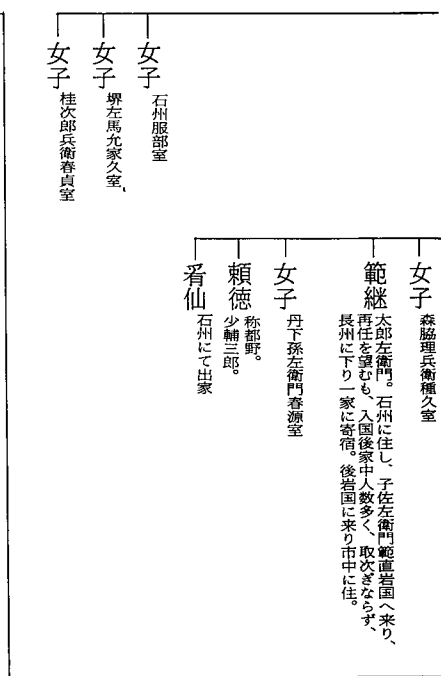 女子 石州服部室
女子 堺左馬允家久室
女子 桂次郎兵衛春貞室
女子 森脇理兵衛種久室
範継 太郎左衛門。石州に住し、子佐左衛門範直岩国へ来り、
再任を望むも、入国後家中人数多く、取次ぎならず、
長州に下り一家に寄宿。後岩国に来り市中に住。
女子 丹下孫左衛門春源室
頼徳 称都野。
少輔三郎。
仙 石州にて出家